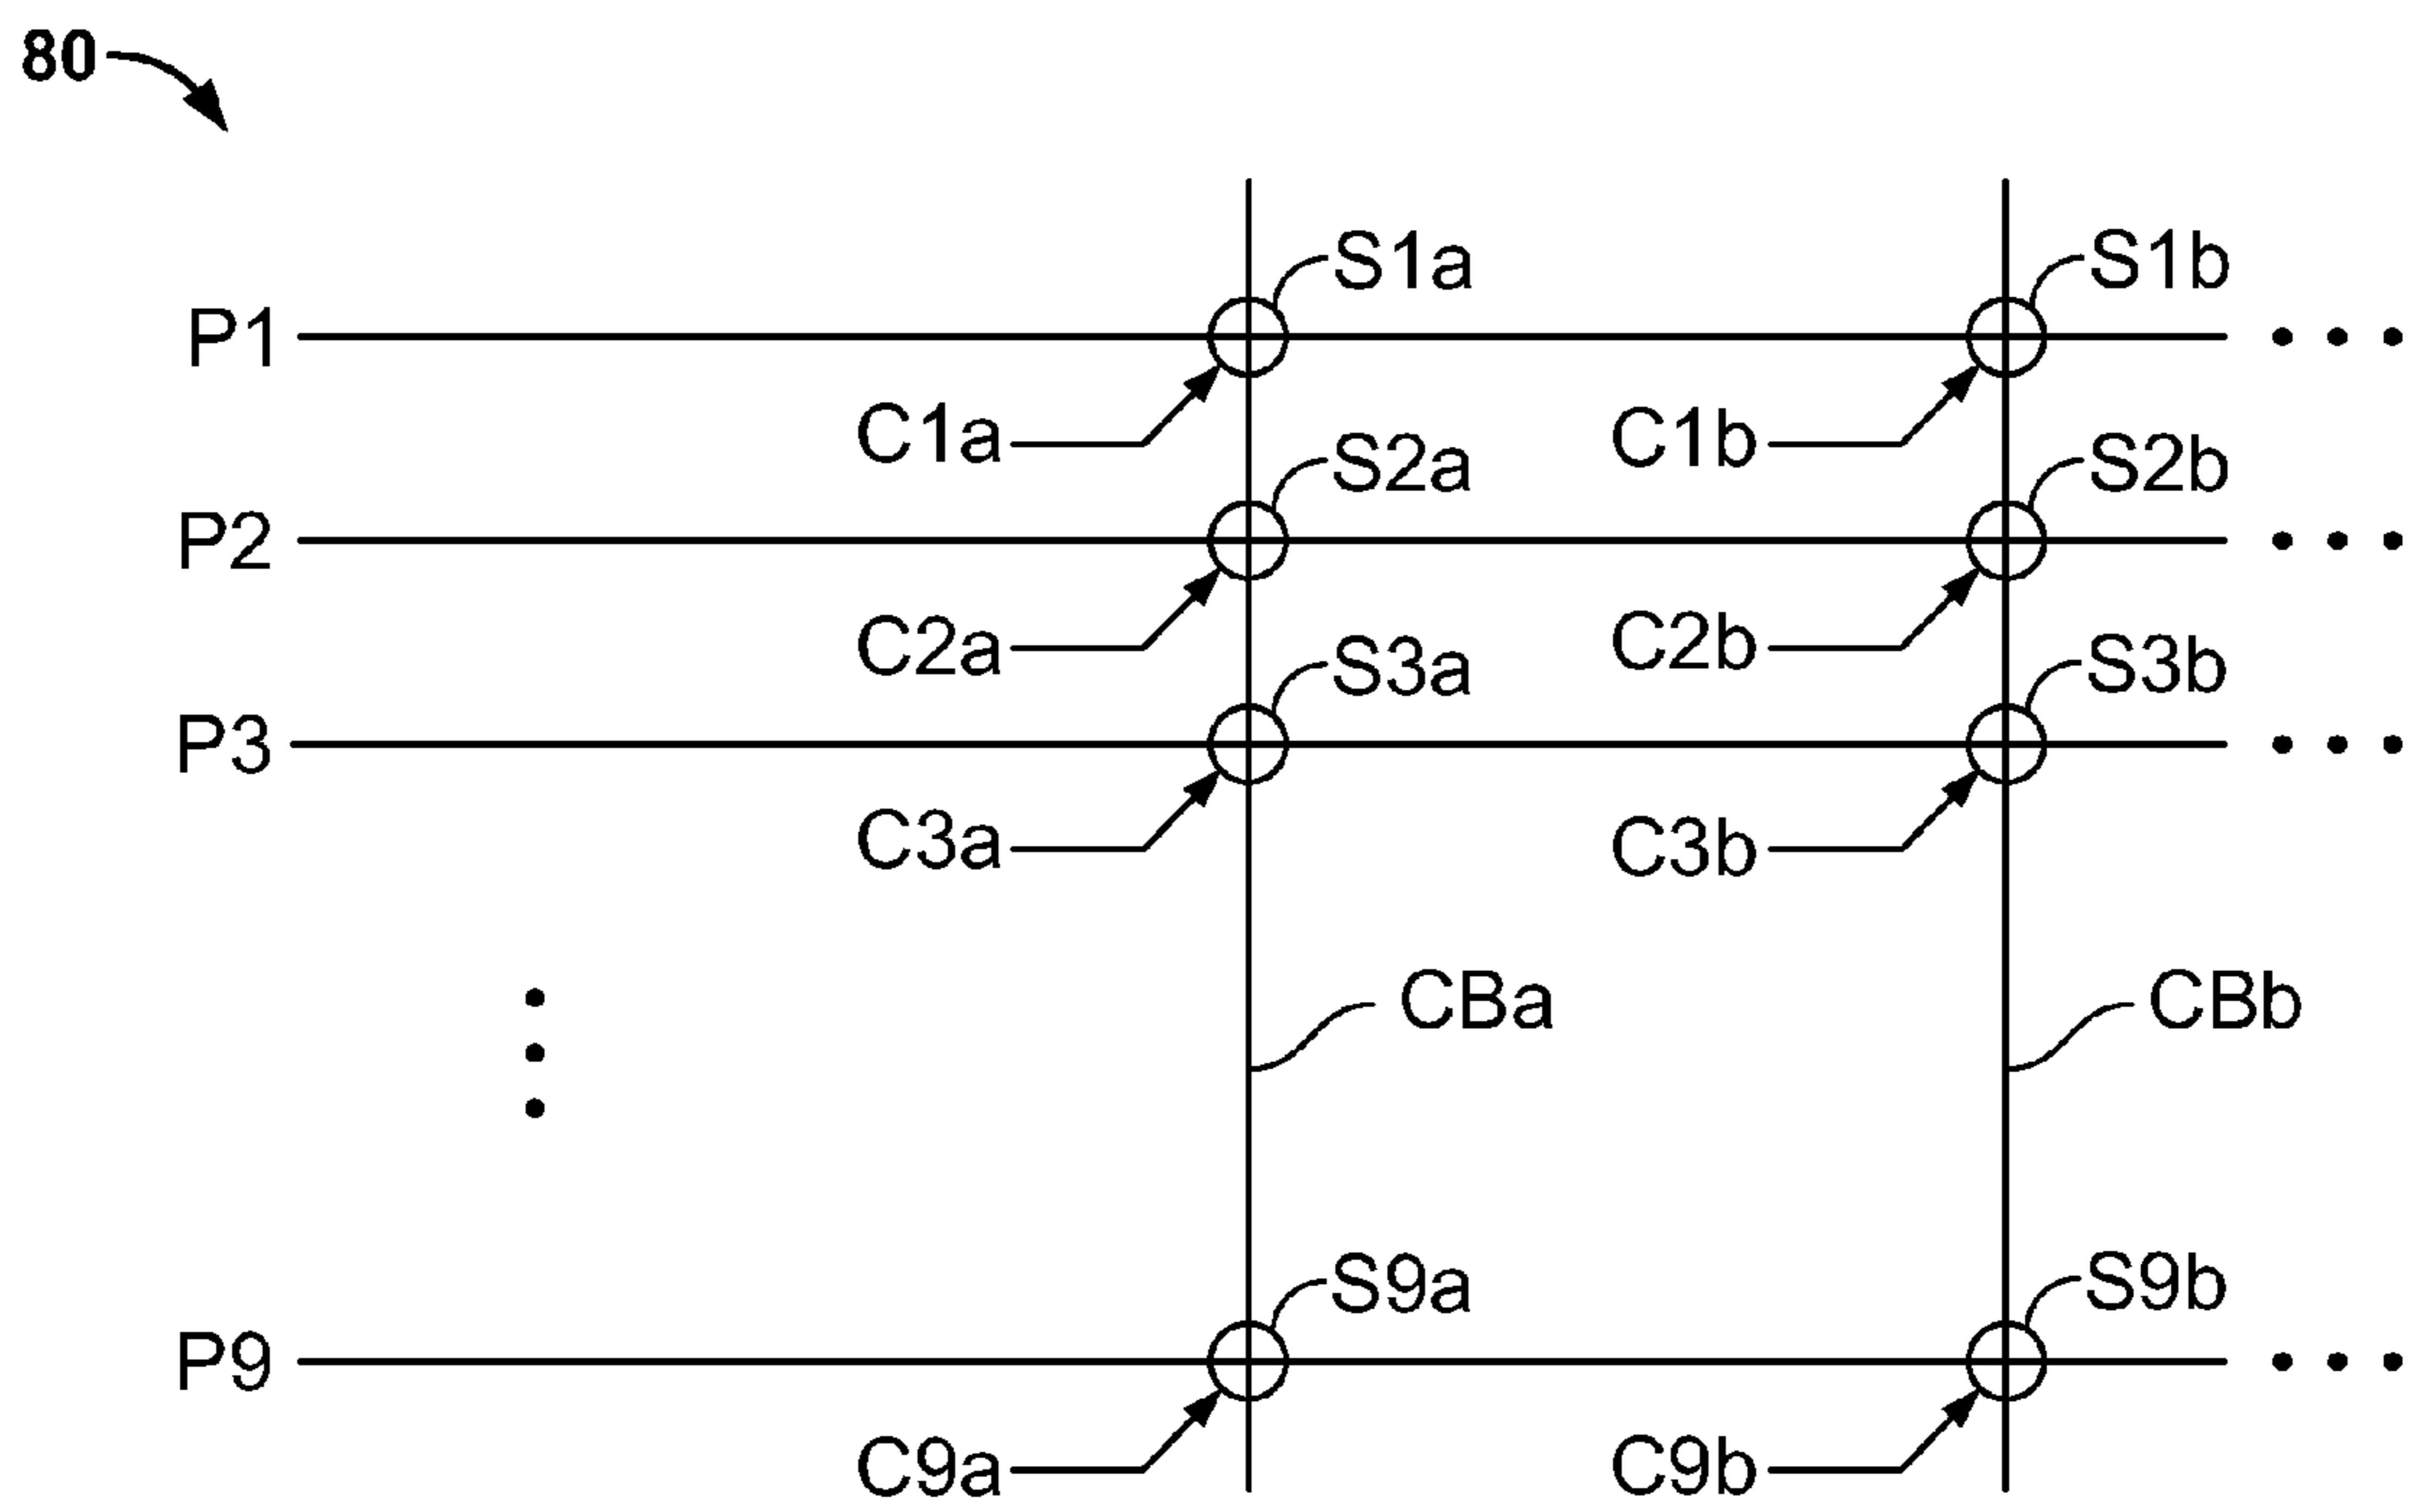 80
S1a S1b
P1
C1a C1b
S2a S2b
P2
C2a C2b
S3a S3b
P3
C3a C3b
CBa CBb
S9a S9b
P9
C9a C9b